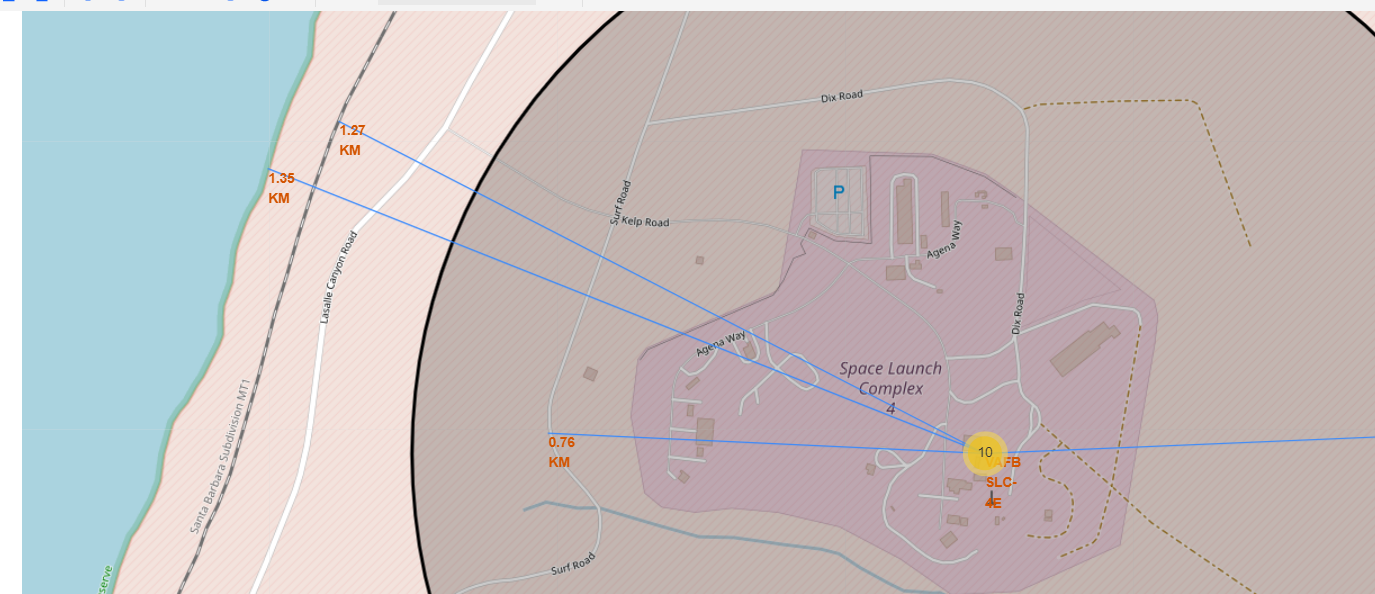 Dix Road
1.27
KM
P
1.35
KM
Surf Road
Kelp Road
Agena Way
Lasalle Canyon Road
Dix Road
Agena Way
Space Launch
Complex
4
Santa Barbara Subdivision MT1
0.76
KM
10
VAFB
SLC-
4E
Surf Road
serve